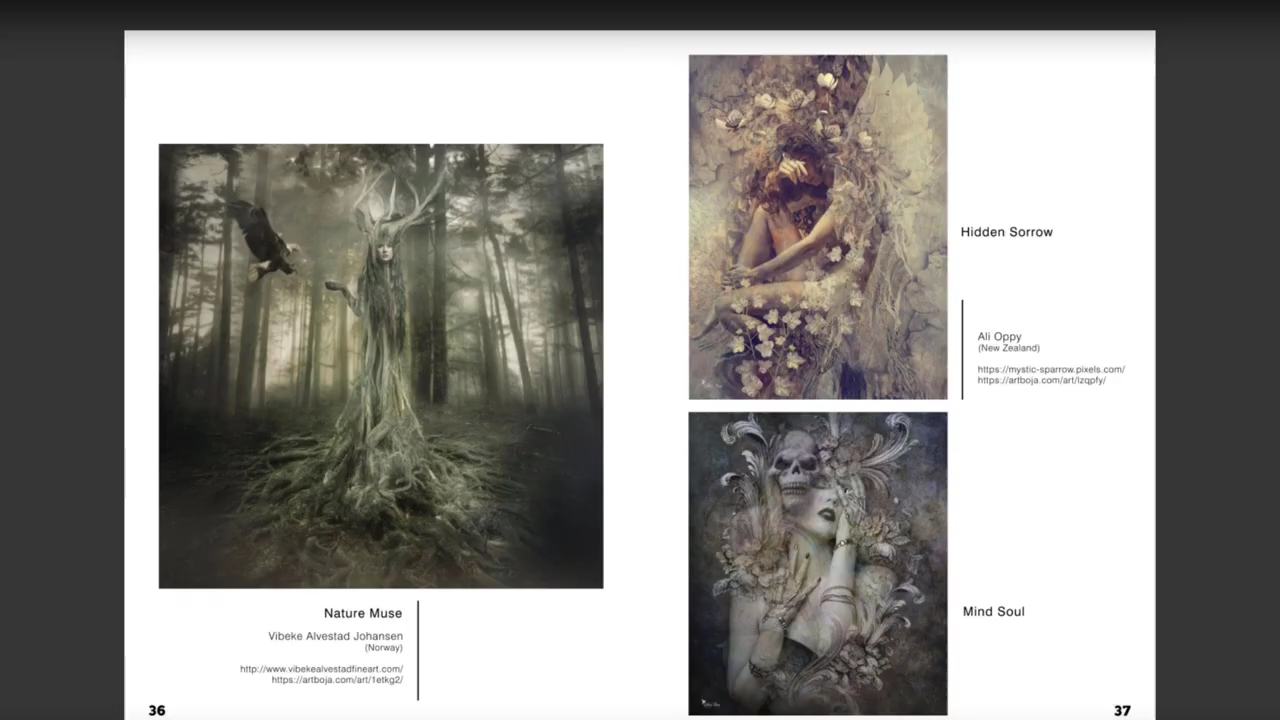 Nature Muse
Vibeke Alvestad Johansen
(Norway)
http://www.vibekealvestadfineart.com/
https://artboja.com/art/1etkg2/
36
Hidden Sorrow
Ali Oppy
(New Zealand)
https://mystic-sparrow.pixels.com/
https://artboja.com/art/lzqpfy/
Mind Soul
37